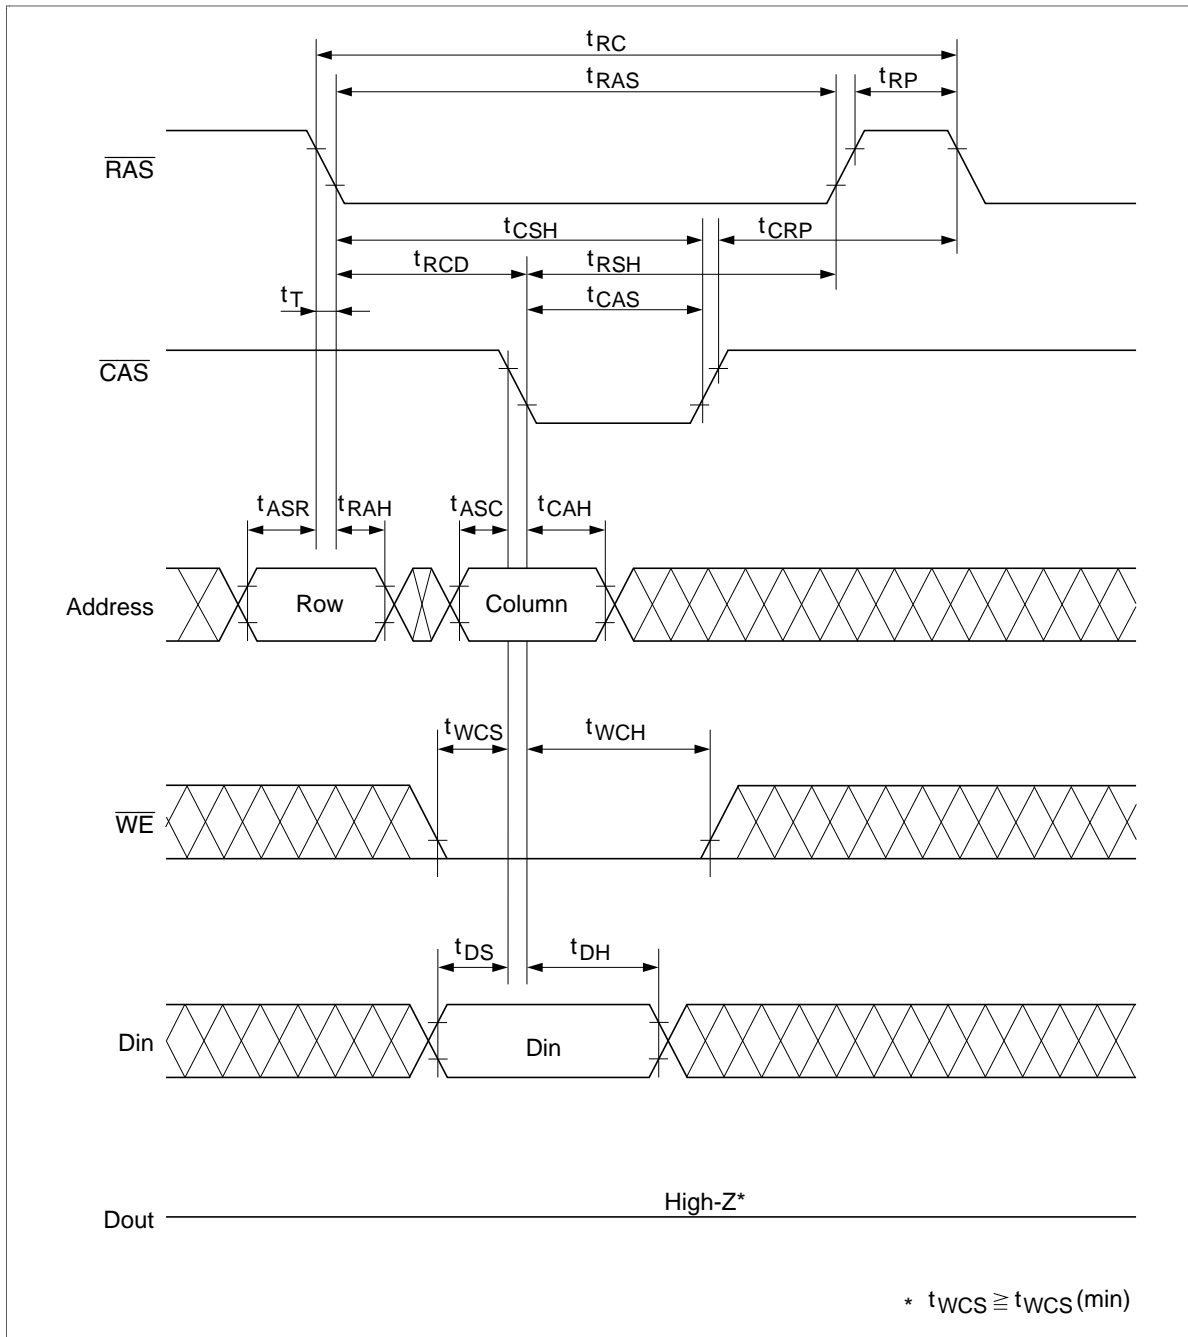 tRC
tRAS
tRP
RAS
tCSH
tCRP
tRCD
tRSH
tT
tCAS
CAS
tASR
tRAH
tASC
tCAH
Address
Row
Column
tWCS
tWCH
WE
tDS
tDH
Din
Din
High-Z*
Dout
* tWCS ≧ tWCS (min)